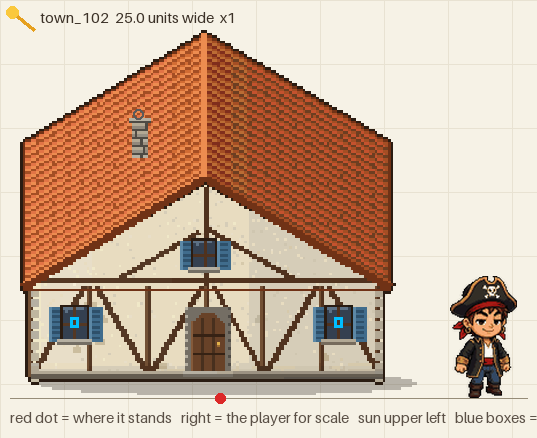 town_102 25.0 units wide x1
red dot = where it stands right = the player for scale sun upper left blue boxes =